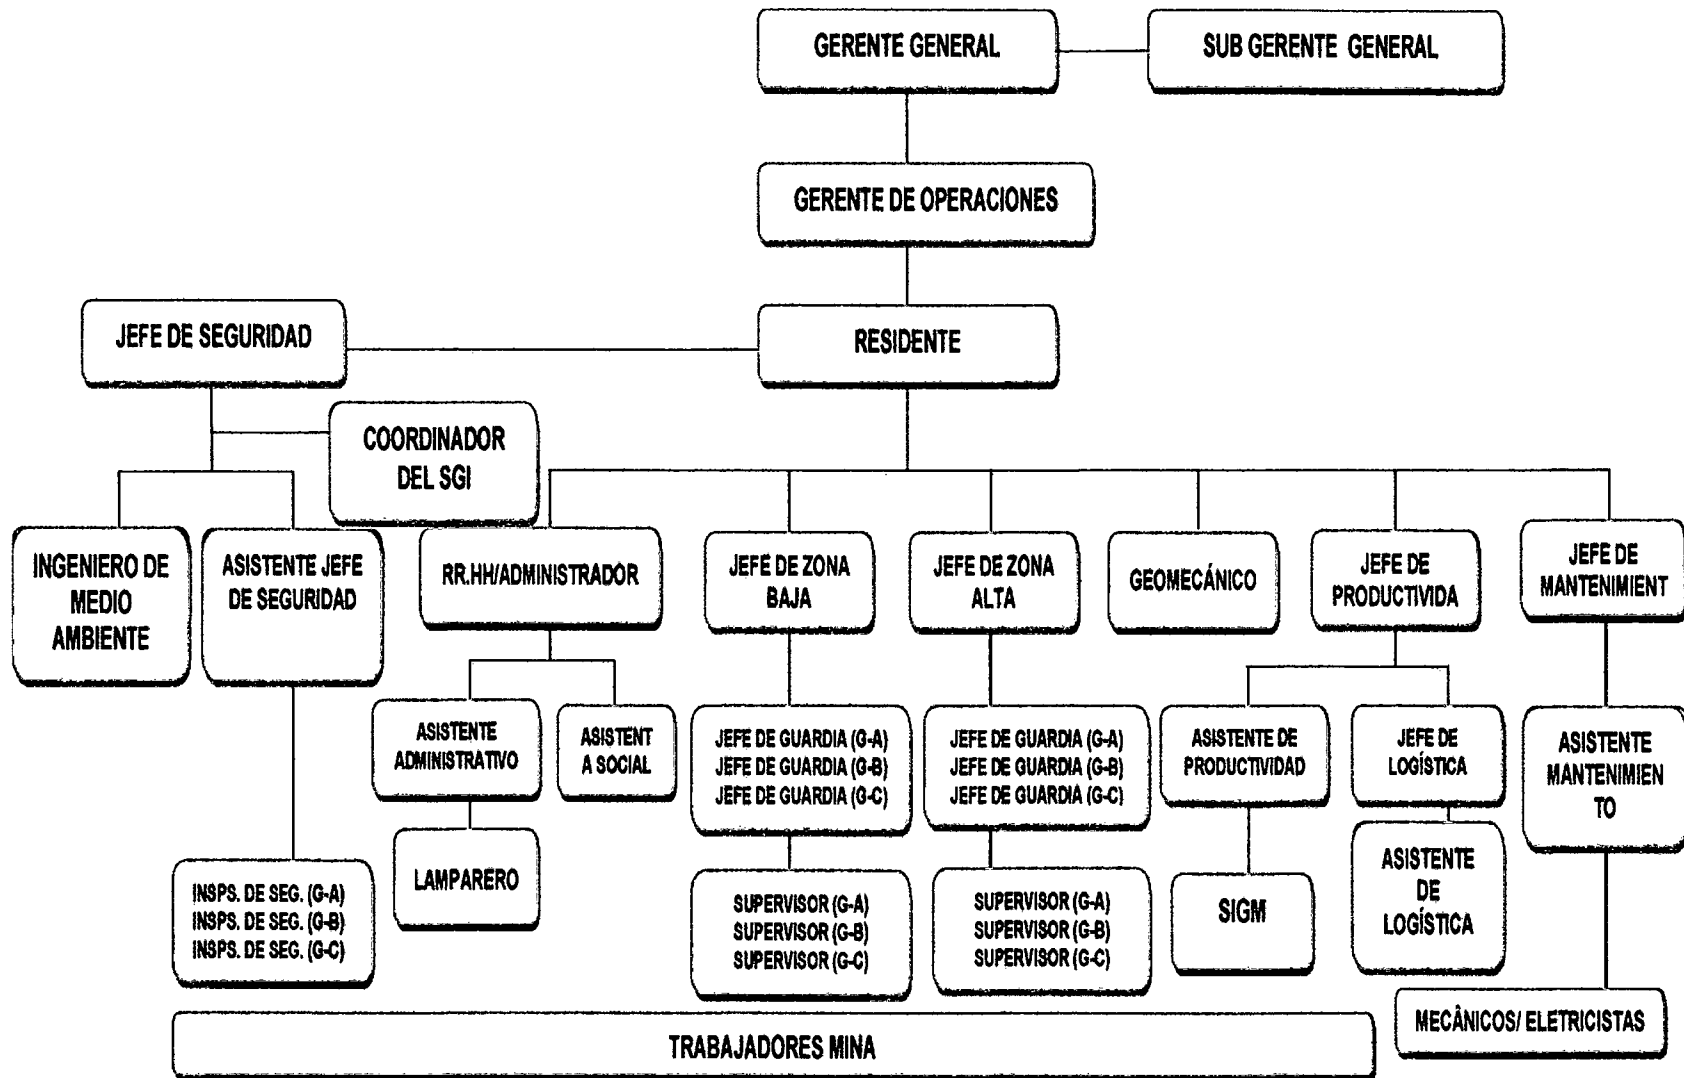 GERENTE GENERAL
SUB GERENTE GENERAL
GERENTE DE OPERACIONES
JEFE DE SEGURIDAD
RESIDENTE
COORDINADOR
DEL SGI
INGENIERO DE
MEDIO
AMBIENTE
ASISTENTE JEFE
DE SEGURIDAD
RR.HH/ADMINISTRADOR
JEFE DE ZONA
BAJA
JEFE DE ZONA
ALTA
GEOMECÁNICO
JEFE DE
PRODUCTIVIDA
JEFE DE
MANTENIMIENT
ASISTENTE
ADMINISTRATIVO
ASISTENT
A SOCIAL
JEFE DE GUARDIA (G-A)
JEFE DE GUARDIA (G-B)
JEFE DE GUARDIA (G-C)
JEFE DE GUARDIA (G-A)
JEFE DE GUARDIA (G-B)
JEFE DE GUARDIA (G-C)
ASISTENTE DE
PRODUCTIVIDAD
JEFE DE
LOGÍSTICA
ASISTENTE
MANTENIMIEN
TO
INSPS. DE SEG. (G-A)
INSPS. DE SEG. (G-B)
INSPS. DE SEG. (G-C)
LAMPARERO
SUPERVISOR (G-A)
SUPERVISOR (G-B)
SUPERVISOR (G-C)
SUPERVISOR (G-A)
SUPERVISOR (G-B)
SUPERVISOR (G-C)
SIGM
ASISTENTE
DE
LOGÍSTICA
MECÂNICOS/ ELETRICISTAS
TRABAJADORES MINA